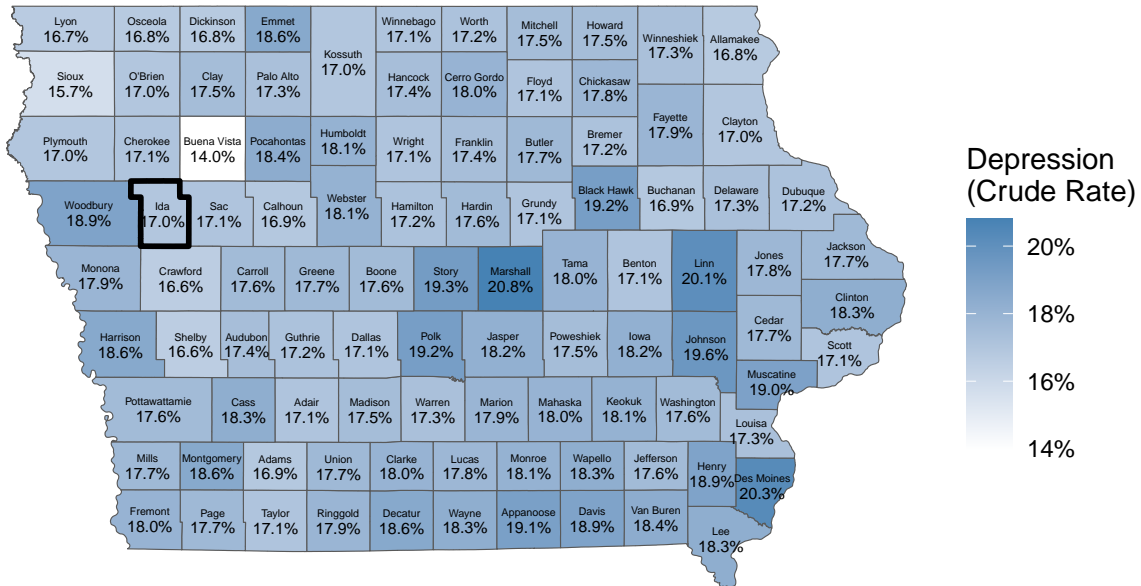 Lyon
16.7%
Osceola
16.8%
Dickinson
16.8%
Emmet
18.6%
Kossuth
17.0%
Winnebago
17.1%
Worth
17.2%
Mitchell
17.5%
Howard
17.5%
Winneshiek
17.3%
Allamakee
16.8%
Sioux
15.7%
O'Brien
17.0%
Clay
17.5%
Palo Alto
17.3%
Hancock
17.4%
Cerro Gordo
18.0%
Floyd
17.1%
Chickasaw
17.8%
Fayette
17.9%
Clayton
17.0%
Plymouth
17.0%
Cherokee
17.1%
Buena Vista
14.0%
Pocahontas
18.4%
Humboldt
18.1%
Wright
17.1%
Franklin
17.4%
Butler
17.7%
Bremer
17.2%
Woodbury
18.9%
Ida
17.0%
Sac
17.1%
Calhoun
16.9%
Webster
18.1%
Hamilton
17.2%
Hardin
17.6%
Grundy
17.1%
Black Hawk
19.2%
Buchanan
16.9%
Delaware
17.3%
Dubuque
17.2%
Monona
17.9%
Crawford
16.6%
Carroll
17.6%
Greene
17.7%
Boone
17.6%
Story
19.3%
Marshall
20.8%
Tama
18.0%
Benton
17.1%
Linn
20.1%
Jones
17.8%
Jackson
17.7%
Clinton
18.3%
Harrison
18.6%
Shelby
16.6%
Audubon
17.4%
Guthrie
17.2%
Dallas
17.1%
Polk
19.2%
Jasper
18.2%
Poweshiek
17.5%
Iowa
18.2%
Johnson
19.6%
Cedar
17.7%
Scott
17.1%
Muscatine
19.0%
Pottawattamie
17.6%
Cass
18.3%
Adair
17.1%
Madison
17.5%
Warren
17.3%
Marion
17.9%
Mahaska
18.0%
Keokuk
18.1%
Washington
17.6%
Louisa
17.3%
Mills
17.7%
Montgomery
18.6%
Adams
16.9%
Union
17.7%
Clarke
18.0%
Lucas
17.8%
Monroe
18.1%
Wapello
18.3%
Jefferson
17.6%
Henry
18.9%
Des Moines
20.3%
Fremont
18.0%
Page
17.7%
Taylor
17.1%
Ringgold
17.9%
Decatur
18.6%
Wayne
18.3%
Appanoose
19.1%
Davis
18.9%
Van Buren
18.4%
Lee
18.3%
Depression
(Crude Rate)
20%
18%
16%
14%